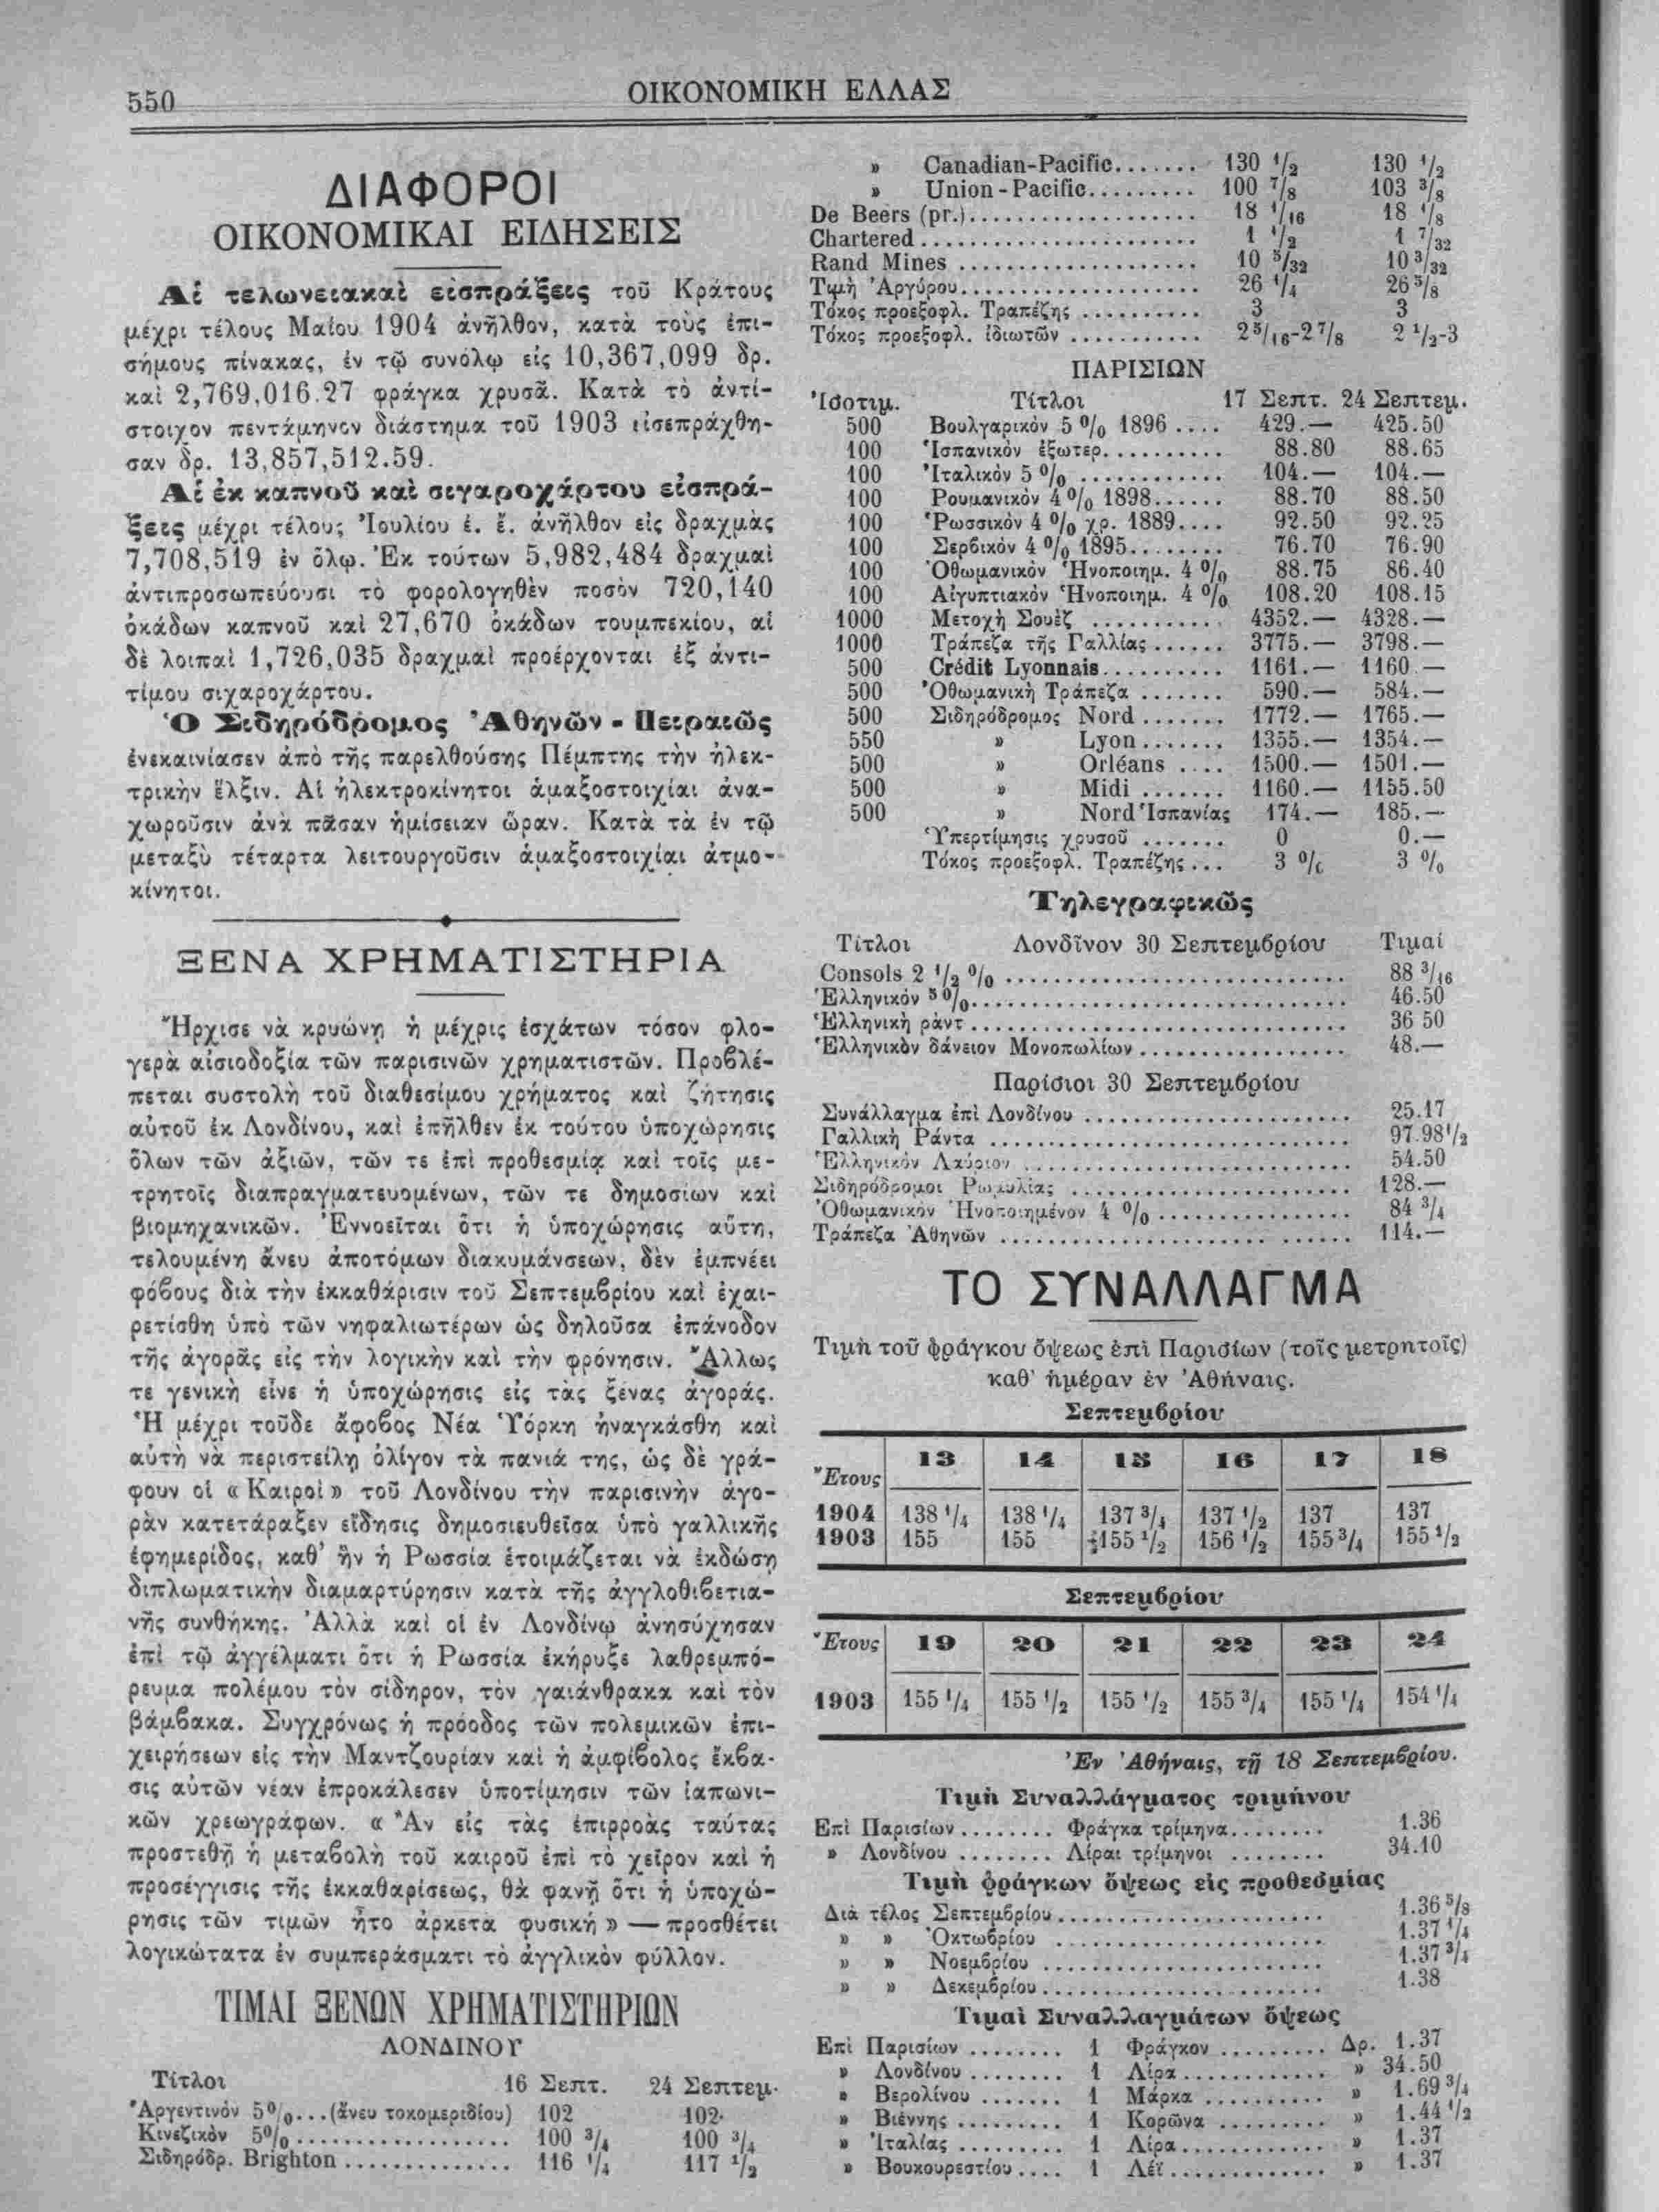 550
ΟΙΚΟΝΟΜΙΚΗ ΕΛΛΑΣ
ΔΙΑΦΟΡΟΙ
ΟΙΚΟΝΟΜΙΚΑΙ ΕΙΔΗΣΕΙΣ
Αἱ τελωνειακαὶ εἰσπράξεις τοῦ Κράτους
μέχρι τέλους Μαΐου 1904 ἀνῆλθον, κατὰ τοὺς ἐπι-
σήμους πίνακας, ἐν τῷ συνόλῳ εἰς 10,367,099 δρ.
καὶ 2,769,016.27 φράγκα χρυσᾶ. Κατὰ τὸ ἀντί-
στοιχον πεντάμηνον διάστημα τοῦ 1903 εἰσεπράχθη-
σαν δρ. 13,857,512.59.
Αἱ ἐκ καπνοῦ καὶ σιγαροχάρτου εἰσπρά-
ξεις μέχρι τέλους Ἰουλίου ἐ. ἔ. ἀνῆλθον εἰς δραχμὰς
7,708,519 ἐν ὅλῳ. Ἐκ τούτων 5,982,484 δραχμαὶ
ἀντιπροσωπεύουσι τὸ φορολογηθὲν ποσὸν 720,140
ὀκάδων καπνοῦ καὶ 27,670 ὀκάδων τουμπεκίου, αἱ
δὲ λοιπαὶ 1,726,035 δραχμαὶ προέρχονται ἐξ ἀντι-
τίμου σιχαροχάρτου.
Ὁ Σιδηρόδρομος Ἀθηνῶν - Πειραιῶς
ἐνεκαινίασεν ἀπὸ τῆς παρελθούσης Πέμπτης τὴν ἠλεκ-
τρικὴν ἕλξιν. Αἱ ἠλεκτροκίνητοι ἁμαξοστοιχίαι ἀνα-
χωροῦσιν ἀνὰ πᾶσαν ἡμίσειαν ὥραν. Κατὰ τὰ ἐν τῷ
μεταξὺ τέταρτα λειτουργοῦσιν ἁμαξοστοιχίαι ἀτμο-
κίνητοι.
ΞΕΝΑ ΧΡΗΜΑΤΙΣΤΗΡΙΑ
Ἤρχισε νὰ κρυώνῃ ἡ μέχρις ἐσχάτων τόσον φλο-
γερὰ αἰσιοδοξία τῶν παρισινῶν χρηματιστῶν. Προβλέ-
πεται συστολὴ τοῦ διαθεσίμου χρήματος καὶ ζήτησις
αὐτοῦ ἐκ Λονδίνου, καὶ ἐπῆλθεν ἐκ τούτου ὑποχώρησις
ὅλων τῶν ἀξιῶν, τῶν τε ἐπὶ προθεσμίᾳ καὶ τοῖς με-
τρητοῖς διαπραγματευομένων, τῶν τε δημοσίων καὶ
βιομηχανικῶν. Ἐννοεῖται ὅτι ἡ ὑποχώρησις αὕτη,
τελουμένη ἄνευ ἀποτόμων διακυμάνσεων, δὲν ἐμπνέει
φόβους διὰ τὴν ἐκκαθάρισιν τοῦ Σεπτεμβρίου καὶ ἐχαι-
ρετίσθη ὑπὸ τῶν νηφαλιωτέρων ὡς δηλοῦσα ἐπάνοδον
τῆς ἀγορᾶς εἰς τὴν λογικὴν καὶ τὴν φρόνησιν. Ἄλλως
τε γενικὴ εἶνε ἡ ὑποχώρησις εἰς τὰς ξένας ἀγοράς.
Ἡ μέχρι τοῦδε ἄφοβος Νέα Ὑόρκη ἠναγκάσθη καὶ
αὐτὴ νὰ περιστείλῃ ὀλίγον τὰ πανιά της, ὡς δὲ γρά-
φουν οἱ «Καιροὶ» τοῦ Λονδίνου τὴν παρισινὴν ἀγο-
ρὰν κατετάραξεν εἴδησις δημοσιευθεῖσα ὑπὸ γαλλικῆς
ἐφημερίδος, καθ' ἣν ἡ Ρωσσία ἑτοιμάζεται νὰ ἐκδώσῃ
διπλωματικὴν διαμαρτύρησιν κατὰ τῆς ἀγγλοθιβετια-
νῆς συνθήκης. Ἀλλὰ καὶ οἱ ἐν Λονδίνῳ ἀνησύχησαν
ἐπὶ τῷ ἀγγέλματι ὅτι ἡ Ρωσσία ἐκήρυξε λαθρεμπό-
ρευμα πολέμου τὸν σίδηρον, τὸν γαιάνθρακα καὶ τὸν
βάμβακα. Συγχρόνως ἡ πρόοδος τῶν πολεμικῶν ἐπι-
χειρήσεων εἰς τὴν Μαντζουρίαν καὶ ἡ ἀμφίβολος ἔκβα-
σις αὐτῶν νέαν ἐπροκάλεσεν ὑποτίμησιν τῶν ἰαπωνι-
κῶν χρεωγράφων. «Ἂν εἰς τὰς ἐπιρροὰς ταύτας
προστεθῇ ἡ μεταβολὴ τοῦ καιροῦ ἐπὶ τὸ χεῖρον καὶ ἡ
προσέγγισις τῆς ἐκκαθαρίσεως, θὰ φανῇ ὅτι ἡ ὑποχώ-
ρησις τῶν τιμῶν ἦτο ἀρκετὰ φυσικὴ» — προσθέτει
λογικώτατα ἐν συμπεράσματι τὸ ἀγγλικὸν φύλλον.
ΤΙΜΑΙ ΞΕΝΩΝ ΧΡΗΜΑΤΙΣΤΗΡΙΩΝ
ΛΟΝΔΙΝΟΥ
Τίτλοι 16 Σεπτ. 24 Σεπτεμ.
Ἀργεντινόν 5%...(ἄνευ τοκομεριδίου) 102 102.
Κινεζικὸν 5% 100 3/4 100 3/4
Σιδηρόδρ. Brighton 116 1/4 117 1/2
» Canadian-Pacific 130 1/2 130 1/2
» Union-Pacific 100 7/8 103 3/8
De Beers (pr.) 18 1/16 18 1/8
Chartered 1 1/2 1 7/32
Rand Mines 10 5/32 10 3/32
Τιμὴ Ἀργύρου 26 1/4 26 5/8
Τόκος προεξοφλ. Τραπέζης 3 3
Τόκος προεξοφλ. ἰδιωτῶν 2 5/16-2 7/8 2 1/2-3
ΠΑΡΙΣΙΩΝ
Ἰσοτιμ. Τίτλοι 17 Σεπτ. 24 Σεπτεμ.
500 Βουλγαρικὸν 5% 1896 429.— 425.50
100 Ἱσπανικὸν ἐξωτερ. 88.80 88.65
100 Ἰταλικὸν 5% 104.— 104.—
100 Ρουμανικὸν 4% 1898 88.70 88.50
100 Ῥωσσικὸν 4% χρ. 1889 92.50 92.25
100 Σερβικὸν 4% 1895 76.70 76.90
100 Ὀθωμανικὸν Ἡνοποιημ. 4% 88.75 86.40
100 Αἰγυπτιακὸν Ἡνοποιημ. 4% 108.20 108.15
1000 Μετοχὴ Σουὲζ 4352.— 4328.—
1000 Τράπεζα τῆς Γαλλίας 3775.— 3798.—
500 Crédit Lyonnais 1161.— 1160.—
500 Ὀθωμανικὴ Τράπεζα 590.— 584.—
500 Σιδηρόδρομος Nord 1772.— 1765.—
550 » Lyon 1355.— 1354.—
500 » Orléans 1500.— 1501.—
500 » Midi 1160.— 1155.50
500 » Nord Ἱσπανίας 174.— 185.—
Ὑπερτίμησις χρυσοῦ 0 0.—
Τόκος προεξοφλ. Τραπέζης 3% 3%
Τηλεγραφικῶς
Τίτλοι Λονδῖνον 30 Σεπτεμβρίου Τιμαί
Consols 2 1/2 % 88 3/16
Ἑλληνικόν 5% 46.50
Ἑλληνικὴ ρὰντ 36 50
Ἑλληνικὸν δάνειον Μονοπωλίων 48.—
Παρίσιοι 30 Σεπτεμβρίου
Συνάλλαγμα ἐπὶ Λονδίνου 25.17
Γαλλικὴ Ράντα 97.98 1/2
Ἑλληνικὸν Λαύριον 54.50
Σιδηρόδρομοι Ρωμυλίας 128.—
Ὀθωμανικὸν Ἡνοποιημένον 4% 84 3/4
Τράπεζα Ἀθηνῶν 114.—
ΤΟ ΣΥΝΑΛΛΑΓΜΑ
Τιμὴ τοῦ φράγκου ὄψεως ἐπὶ Παρισίων (τοῖς μετρητοῖς)
καθ' ἡμέραν ἐν Ἀθήναις.
Σεπτεμβρίου
Ἔτους 13 14 15 16 17 18
1904 138 1/4 138 1/4 137 3/4 137 1/2 137 137
1903 155 155 155 1/2 156 1/2 155 3/4 155 1/2
Σεπτεμβρίου
Ἔτους 19 20 21 22 23 24
1903 155 1/4 155 1/2 155 1/2 155 3/4 155 1/4 154 1/4
Ἐν Ἀθήναις, τῇ 18 Σεπτεμβρίου.
Τιμὴ Συναλλάγματος τριμήνου
Ἐπὶ Παρισίων Φράγκα τρίμηνα 1.36
» Λονδίνου Λίραι τρίμηνοι 34.10
Τιμὴ φράγκων ὄψεως εἰς προθεσμίας
Διὰ τέλος Σεπτεμβρίου 1.36 5/8
» » Ὀκτωβρίου 1.37 1/4
» » Νοεμβρίου 1.37 3/4
» » Δεκεμβρίου 1.38
Τιμαὶ Συναλλαγμάτων ὄψεως
Ἐπὶ Παρισίων 1 Φράγκον Δρ. 1.37
» Λονδίνου 1 Λίρα » 34.50
» Βερολίνου 1 Μάρκα » 1.69 3/4
» Βιέννης 1 Κορῶνα » 1.44 1/2
» Ἰταλίας 1 Λίρα » 1.37
» Βουκουρεστίου 1 Λέϊ » 1.37